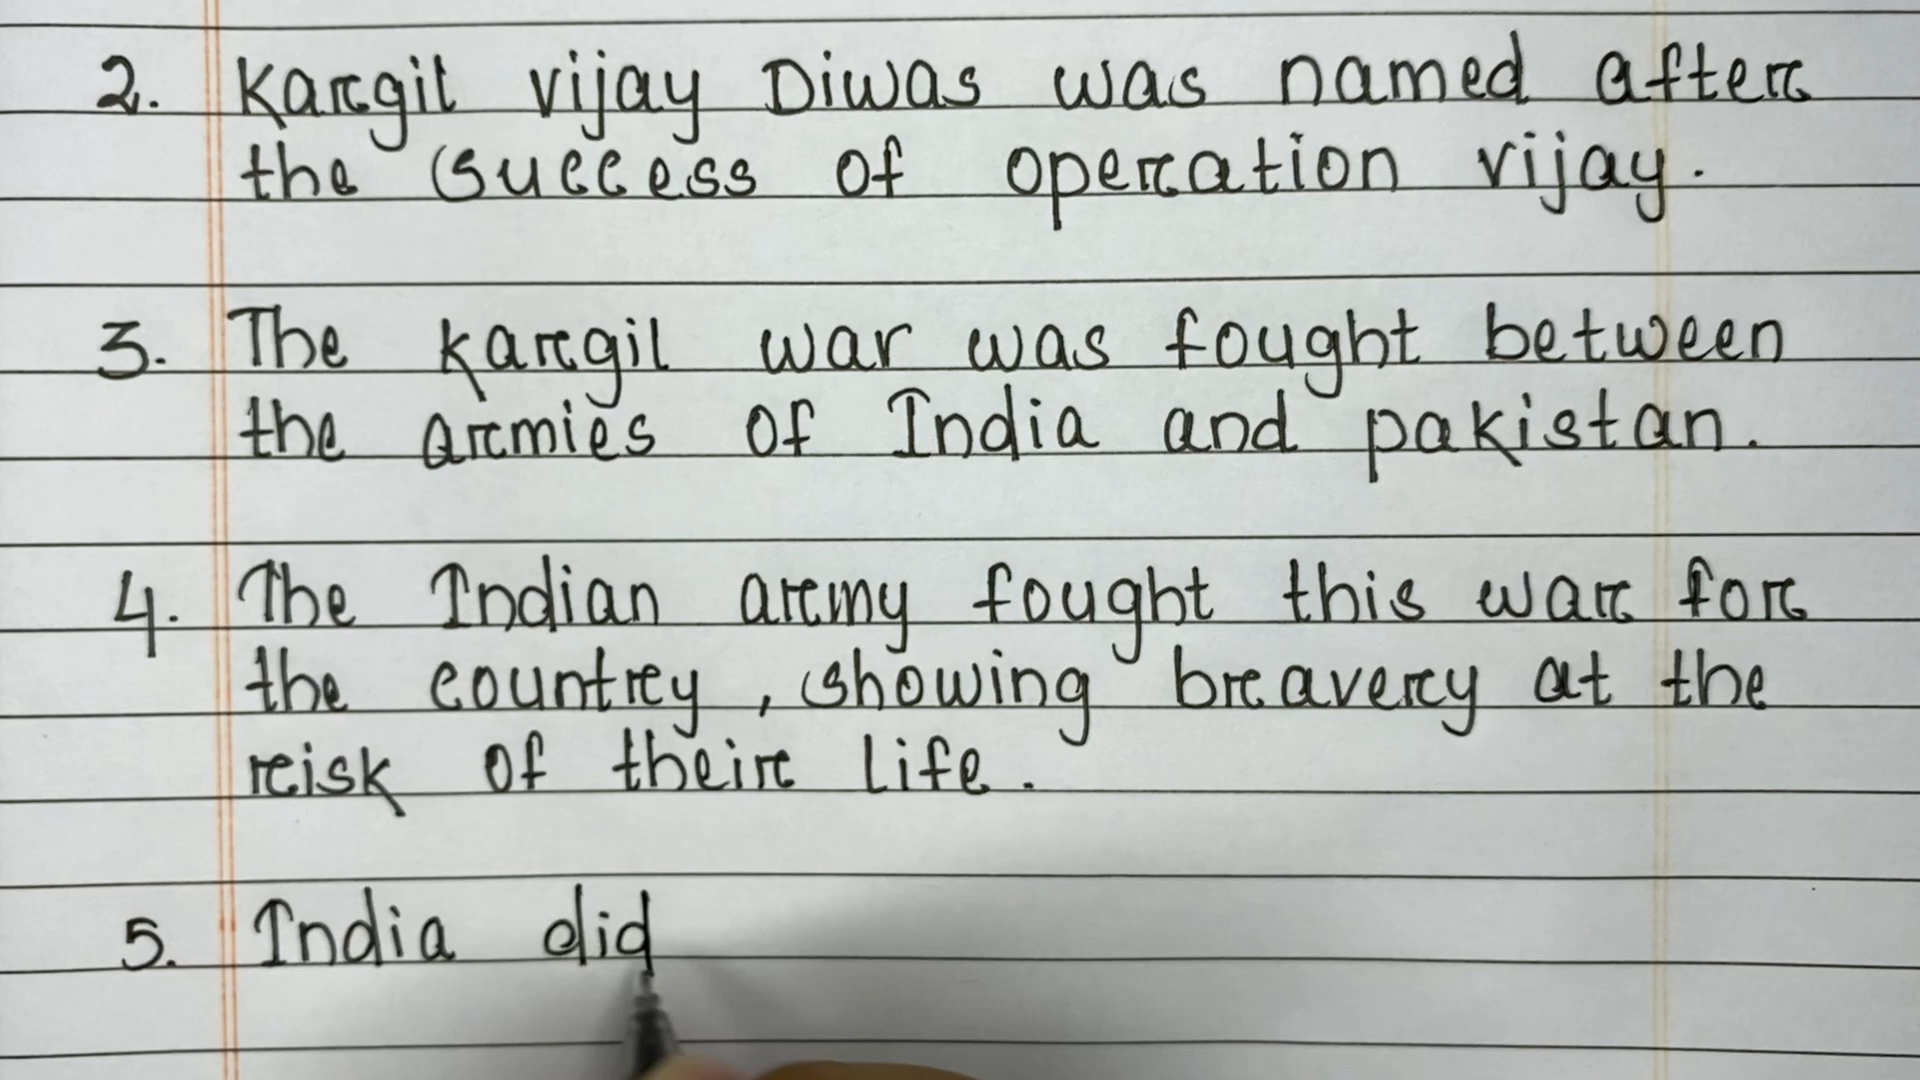 2. Kargil vijay Diwas was named after
the success of operation vijay.
3. The kargil war was fought between
the armies of India and pakistan.
4. The Indian army fought this war for
the country, showing bravery at the
risk of their life.
5. India did